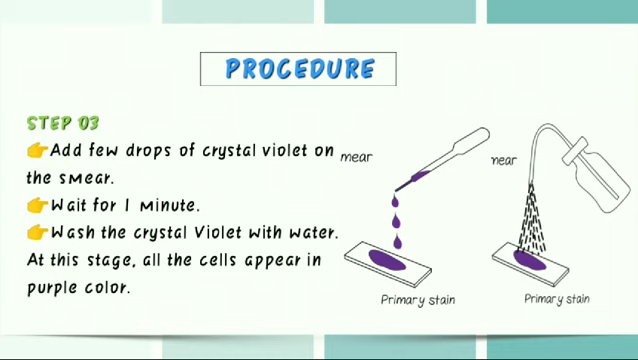 PROCEDURE
STEP 03
👉Add few drops of crystal violet on
the smear.
👉Wait for 1 minute.
👉Wash the crystal Violet with water.
At this stage, all the cells appear in
purple color.
mear
near
Primary stain
Primary stain